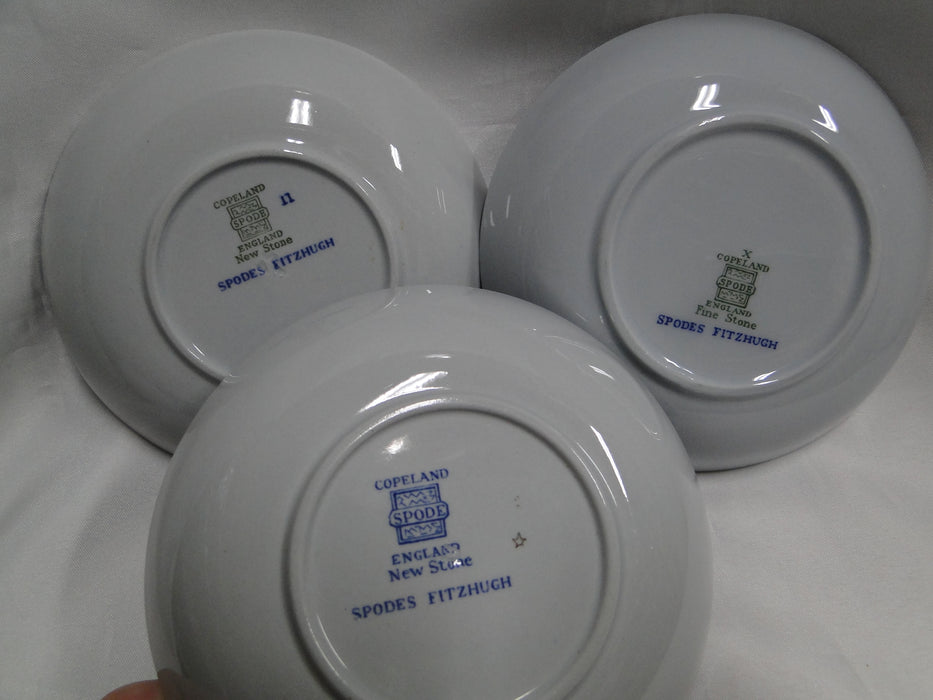 COPELAND
SPODE
ENGLAND
New Stone
11
SPODES FITZHUGH
X
COPELAND
SPODE
ENGLAND
Fine Stone
SPODES FITZHUGH
COPELAND
SPODE
ENGLAND
New Stone
SPODES FITZHUGH